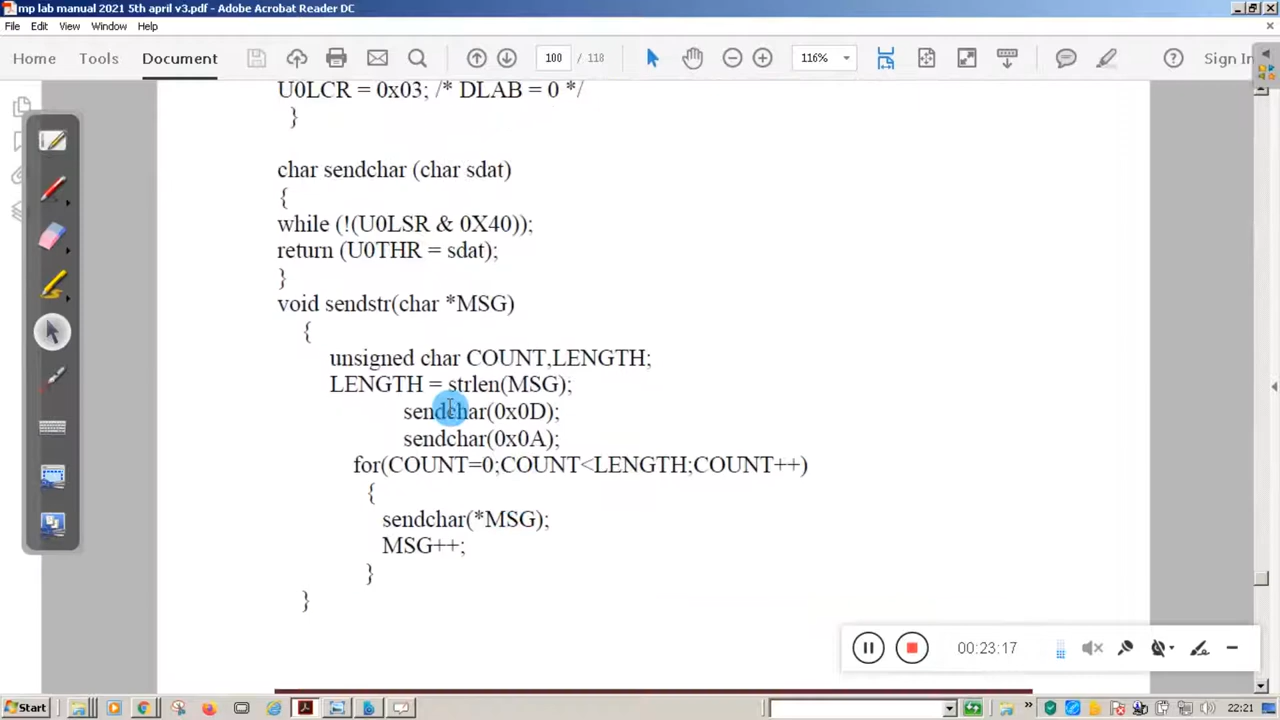 mp lab manual 2021 5th april v3.pdf - Adobe Acrobat Reader DC
File Edit View Window Help
Home Tools Document 100 / 118 116% Sign In
U0LCR = 0x03; /* DLAB = 0 */
}
char sendchar (char sdat)
{
while (!(U0LSR & 0X40));
return (U0THR = sdat);
}
void sendstr(char *MSG)
{
unsigned char COUNT,LENGTH;
LENGTH = strlen(MSG);
sendchar(0x0D);
sendchar(0x0A);
for(COUNT=0;COUNT<LENGTH;COUNT++)
{
sendchar(*MSG);
MSG++;
}
}
00:23:17
Start 22:21